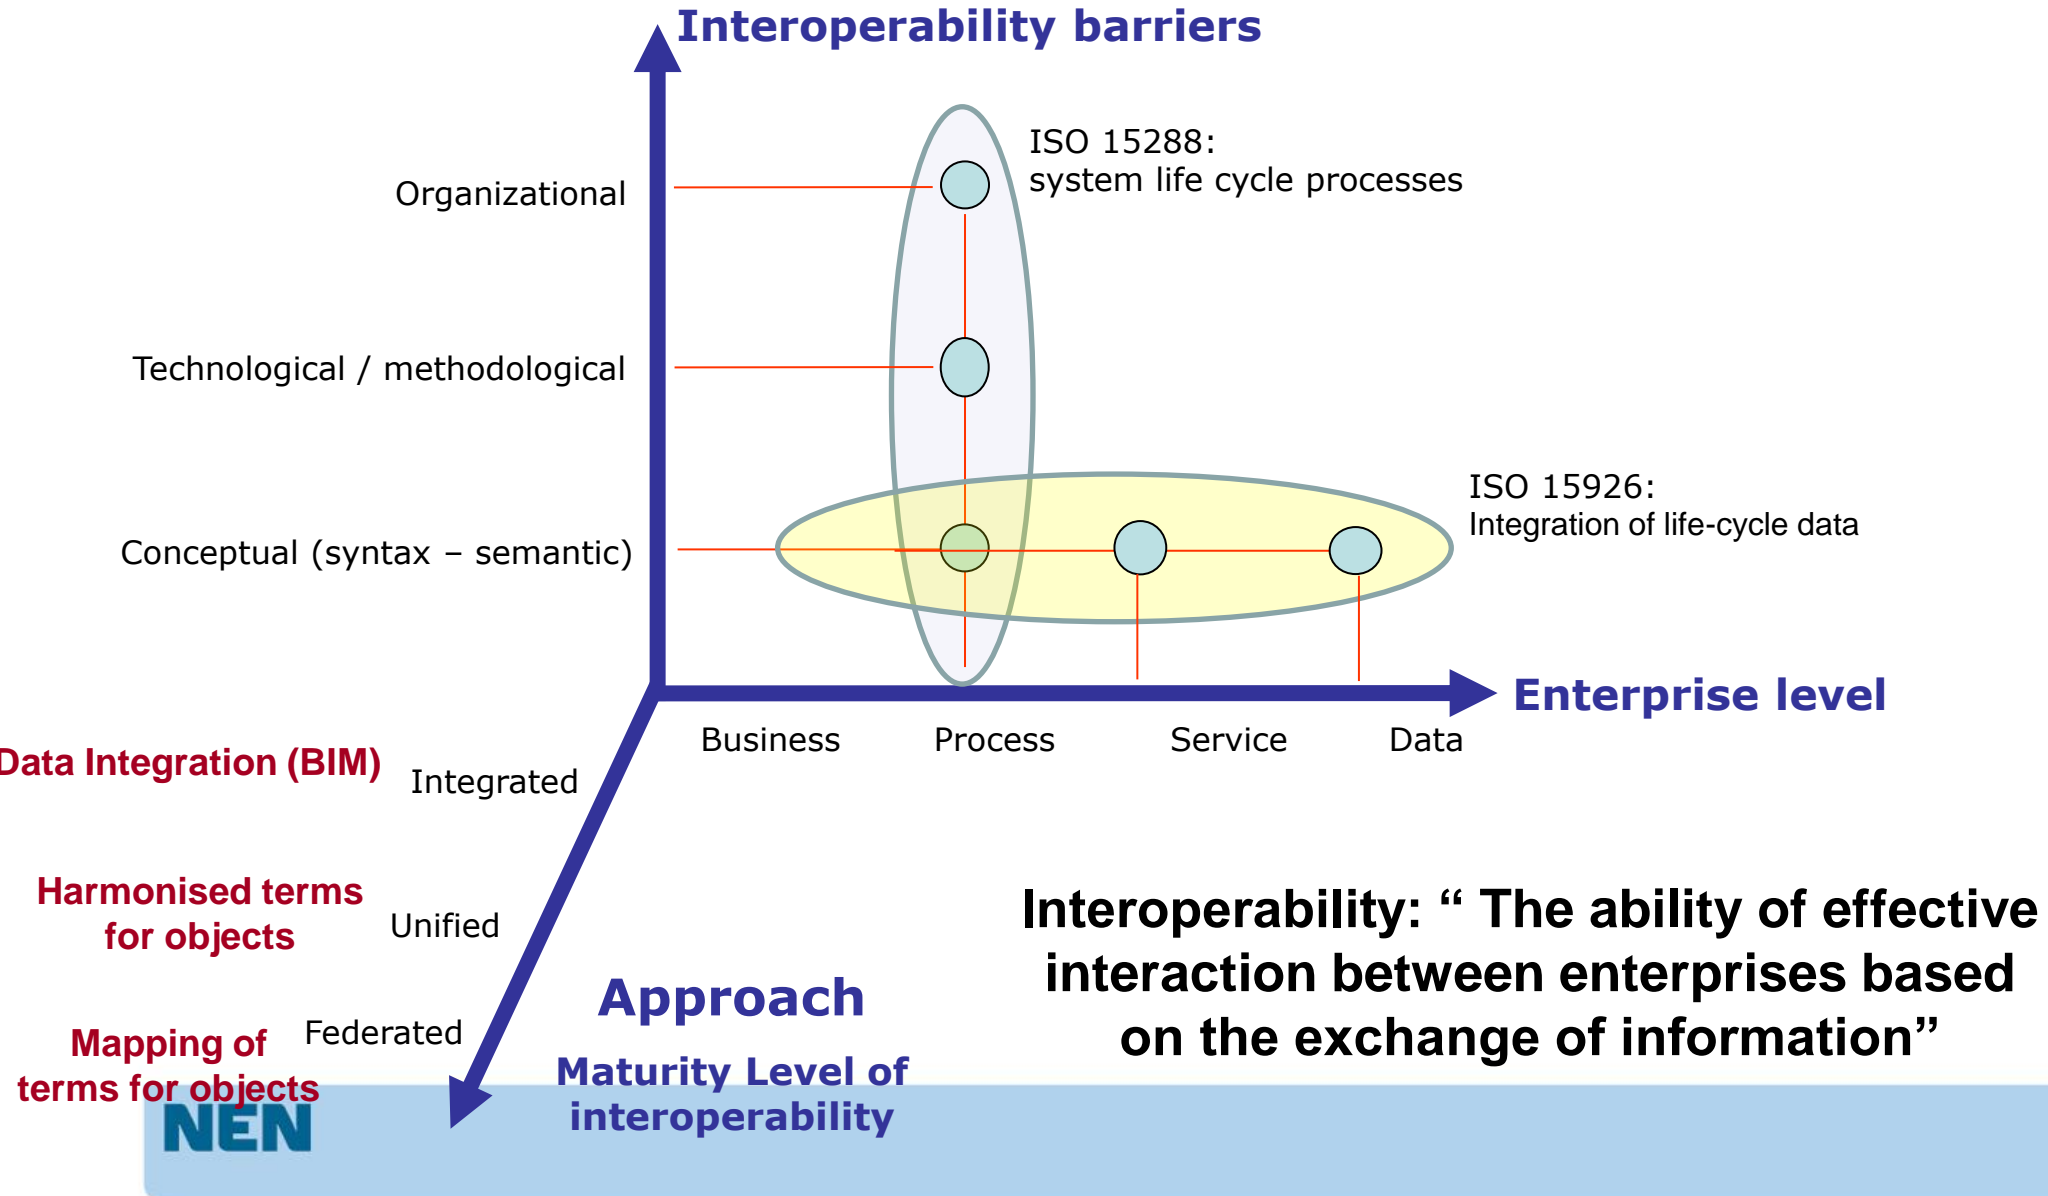 Interoperability barriers
ISO 15288:
system life cycle processes
Organizational
Technological / methodological
ISO 15926:
Integration of life-cycle data
Conceptual (syntax – semantic)
Enterprise level
Business
Process
Service
Data
Data Integration (BIM)
Integrated
Harmonised terms
for objects
Unified
Mapping of
terms for objects
Federated
Approach
Maturity Level of
interoperability
Interoperability: “ The ability of effective
interaction between enterprises based
on the exchange of information”
NEN